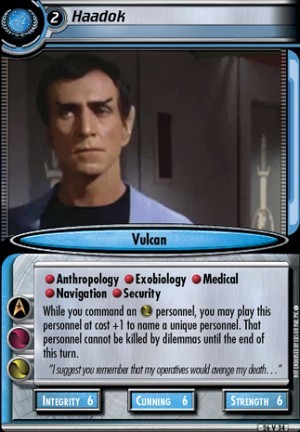 2 Haadok
Vulcan
Anthropology Exobiology Medical
Navigation Security
While you command an personnel, you may play this
personnel at cost +1 to name a unique personnel. That
personnel cannot be killed by dilemmas until the end of
this turn.
"I suggest you remember that my operatives would avenge my death..."
INTEGRITY 6 CUNNING 6 STRENGTH 6